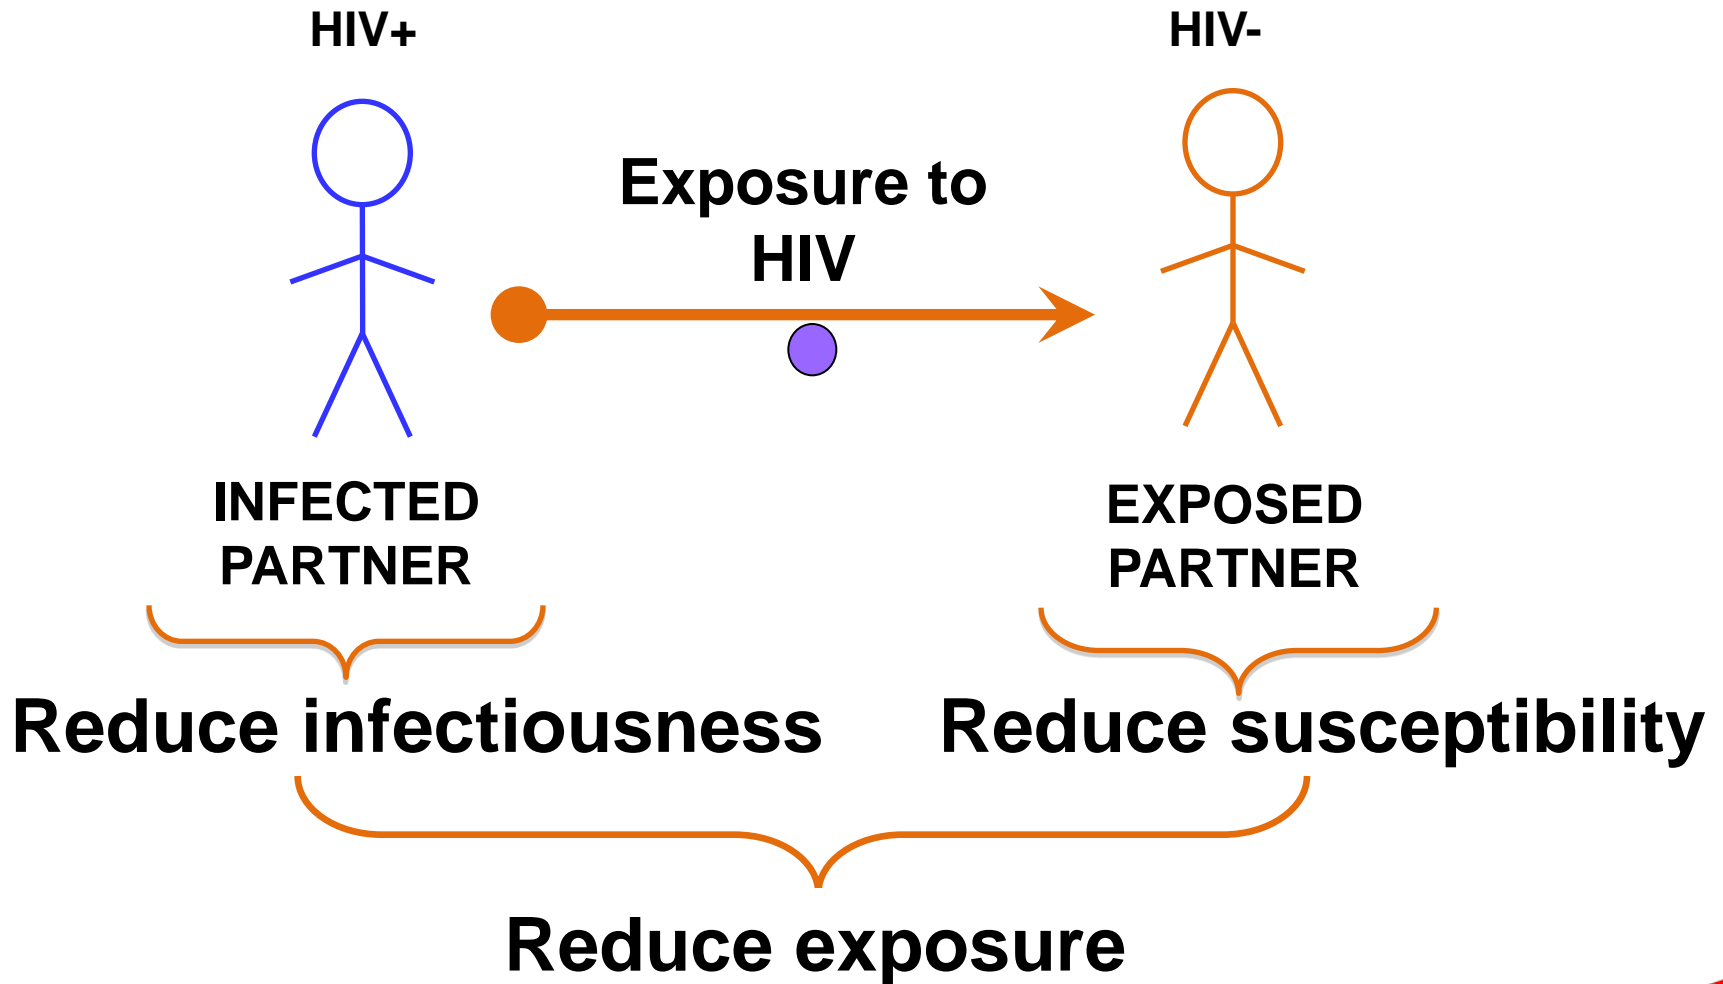 HIV+
HIV-
Exposure to
HIV
INFECTED
PARTNER
EXPOSED
PARTNER
Reduce infectiousness
Reduce susceptibility
Reduce exposure